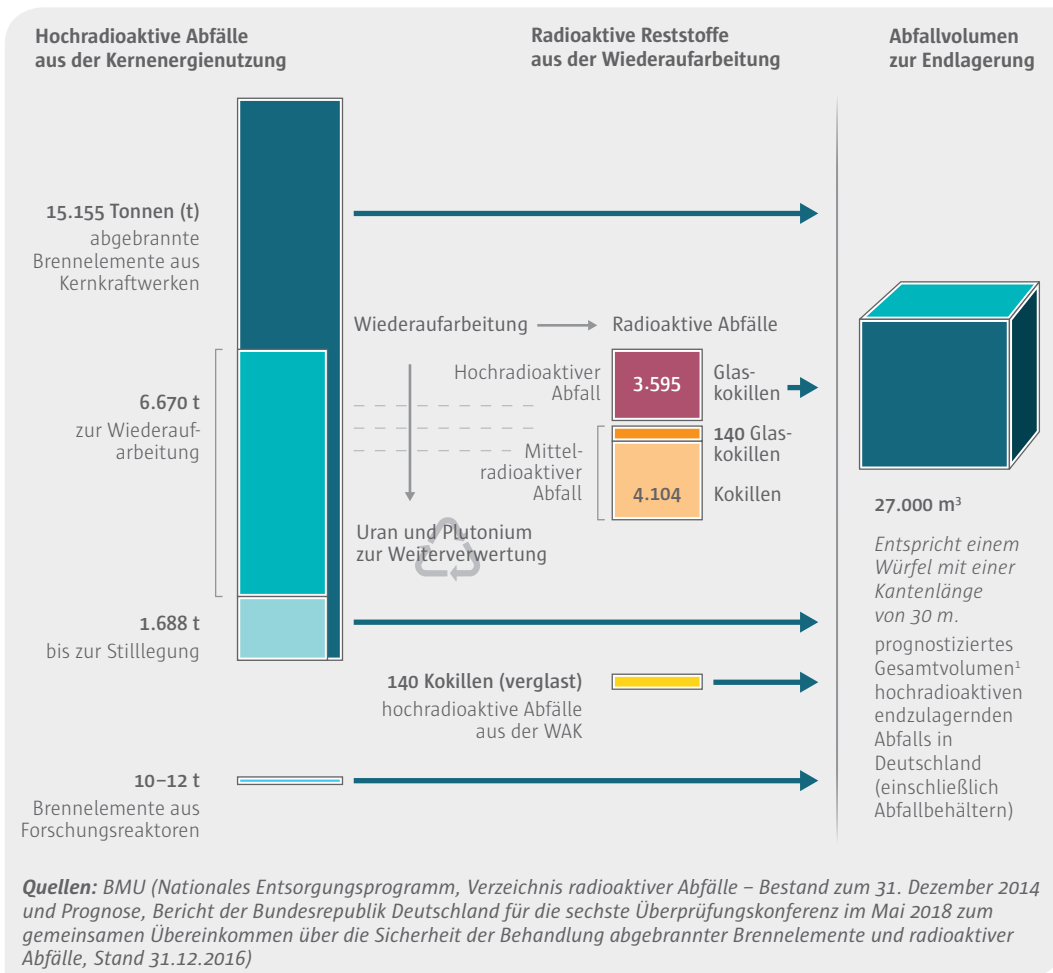 Hochradioaktive Abfälle
aus der Kernenergienutzung
Radioaktive Reststoffe
aus der Wiederaufarbeitung
Abfallvolumen
zur Endlagerung
15.155 Tonnen (t)
abgebrannte
Brennelemente aus
Kernkraftwerken
Wiederaufarbeitung
Radioaktive Abfälle
Hochradioaktiver
Abfall
3.595
Glas-
kokillen
6.670 t
zur Wiederauf-
arbeitung
140 Glas-
kokillen
Mittel-
radioaktiver
Abfall
4.104
Kokillen
Uran und Plutonium
zur Weiterverwertung
1.688 t
bis zur Stilllegung
140 Kokillen (verglast)
hochradioaktive Abfälle
aus der WAK
10–12 t
Brennelemente aus
Forschungsreaktoren
27.000 m³
Entspricht einem
Würfel mit einer
Kantenlänge
von 30 m.
prognostiziertes
Gesamtvolumen¹
hochradioaktiven
endzulagernden
Abfalls in
Deutschland
(einschließlich
Abfallbehältern)
Quellen: BMU (Nationales Entsorgungsprogramm, Verzeichnis radioaktiver Abfälle – Bestand zum 31. Dezember 2014
und Prognose, Bericht der Bundesrepublik Deutschland für die sechste Überprüfungskonferenz im Mai 2018 zum
gemeinsamen Übereinkommen über die Sicherheit der Behandlung abgebrannter Brennelemente und radioaktiver
Abfälle, Stand 31.12.2016)